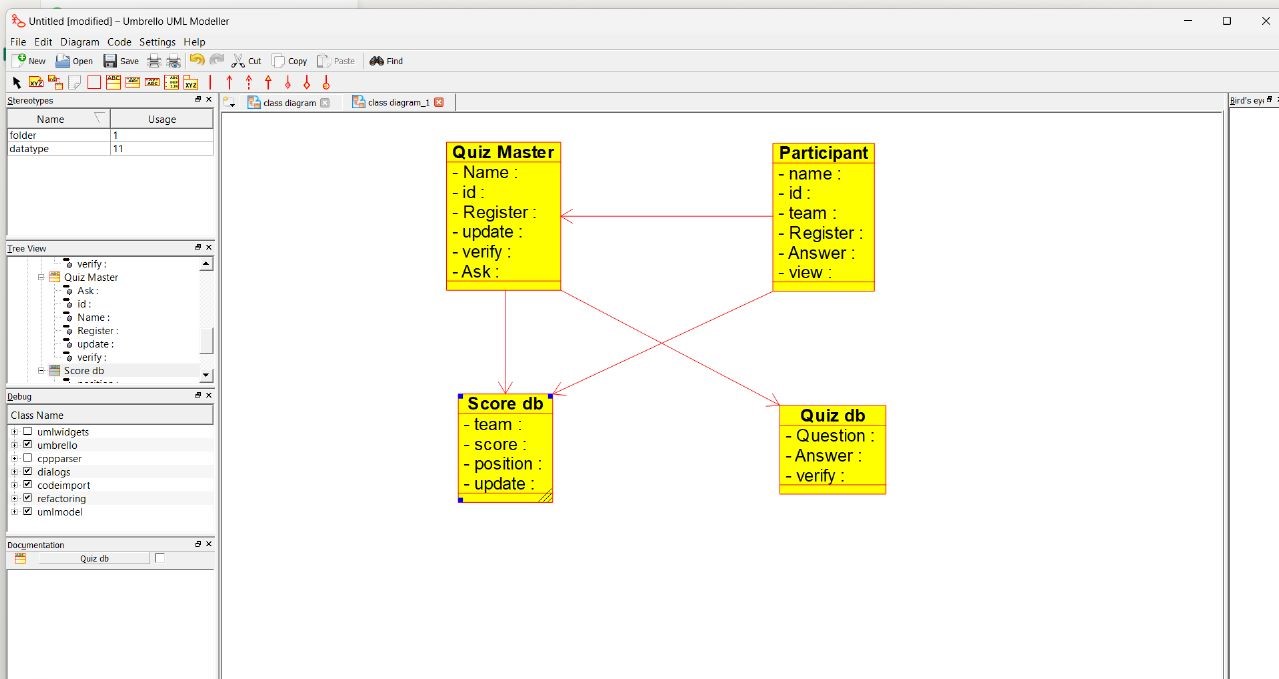 Untitled [modified] – Umbrello UML Modeller
File Edit Diagram Code Settings Help
New Open Save Cut Copy Paste Find
Stereotypes
Name Usage
folder 1
datatype 11
Tree View
verify :
Quiz Master
Ask :
id :
Name :
Register :
update :
verify :
Score db
position :
Debug
Class Name
umlwidgets
umbrello
cppparser
dialogs
codeimport
refactoring
umlmodel
Documentation
Quiz db
class diagram class diagram_1
Bird's ey
Quiz Master
- Name :
- id :
- Register :
- update :
- verify :
- Ask :
Participant
- name :
- id :
- team :
- Register :
- Answer :
- view :
Score db
- team :
- score :
- position :
- update :
Quiz db
- Question :
- Answer :
- verify :